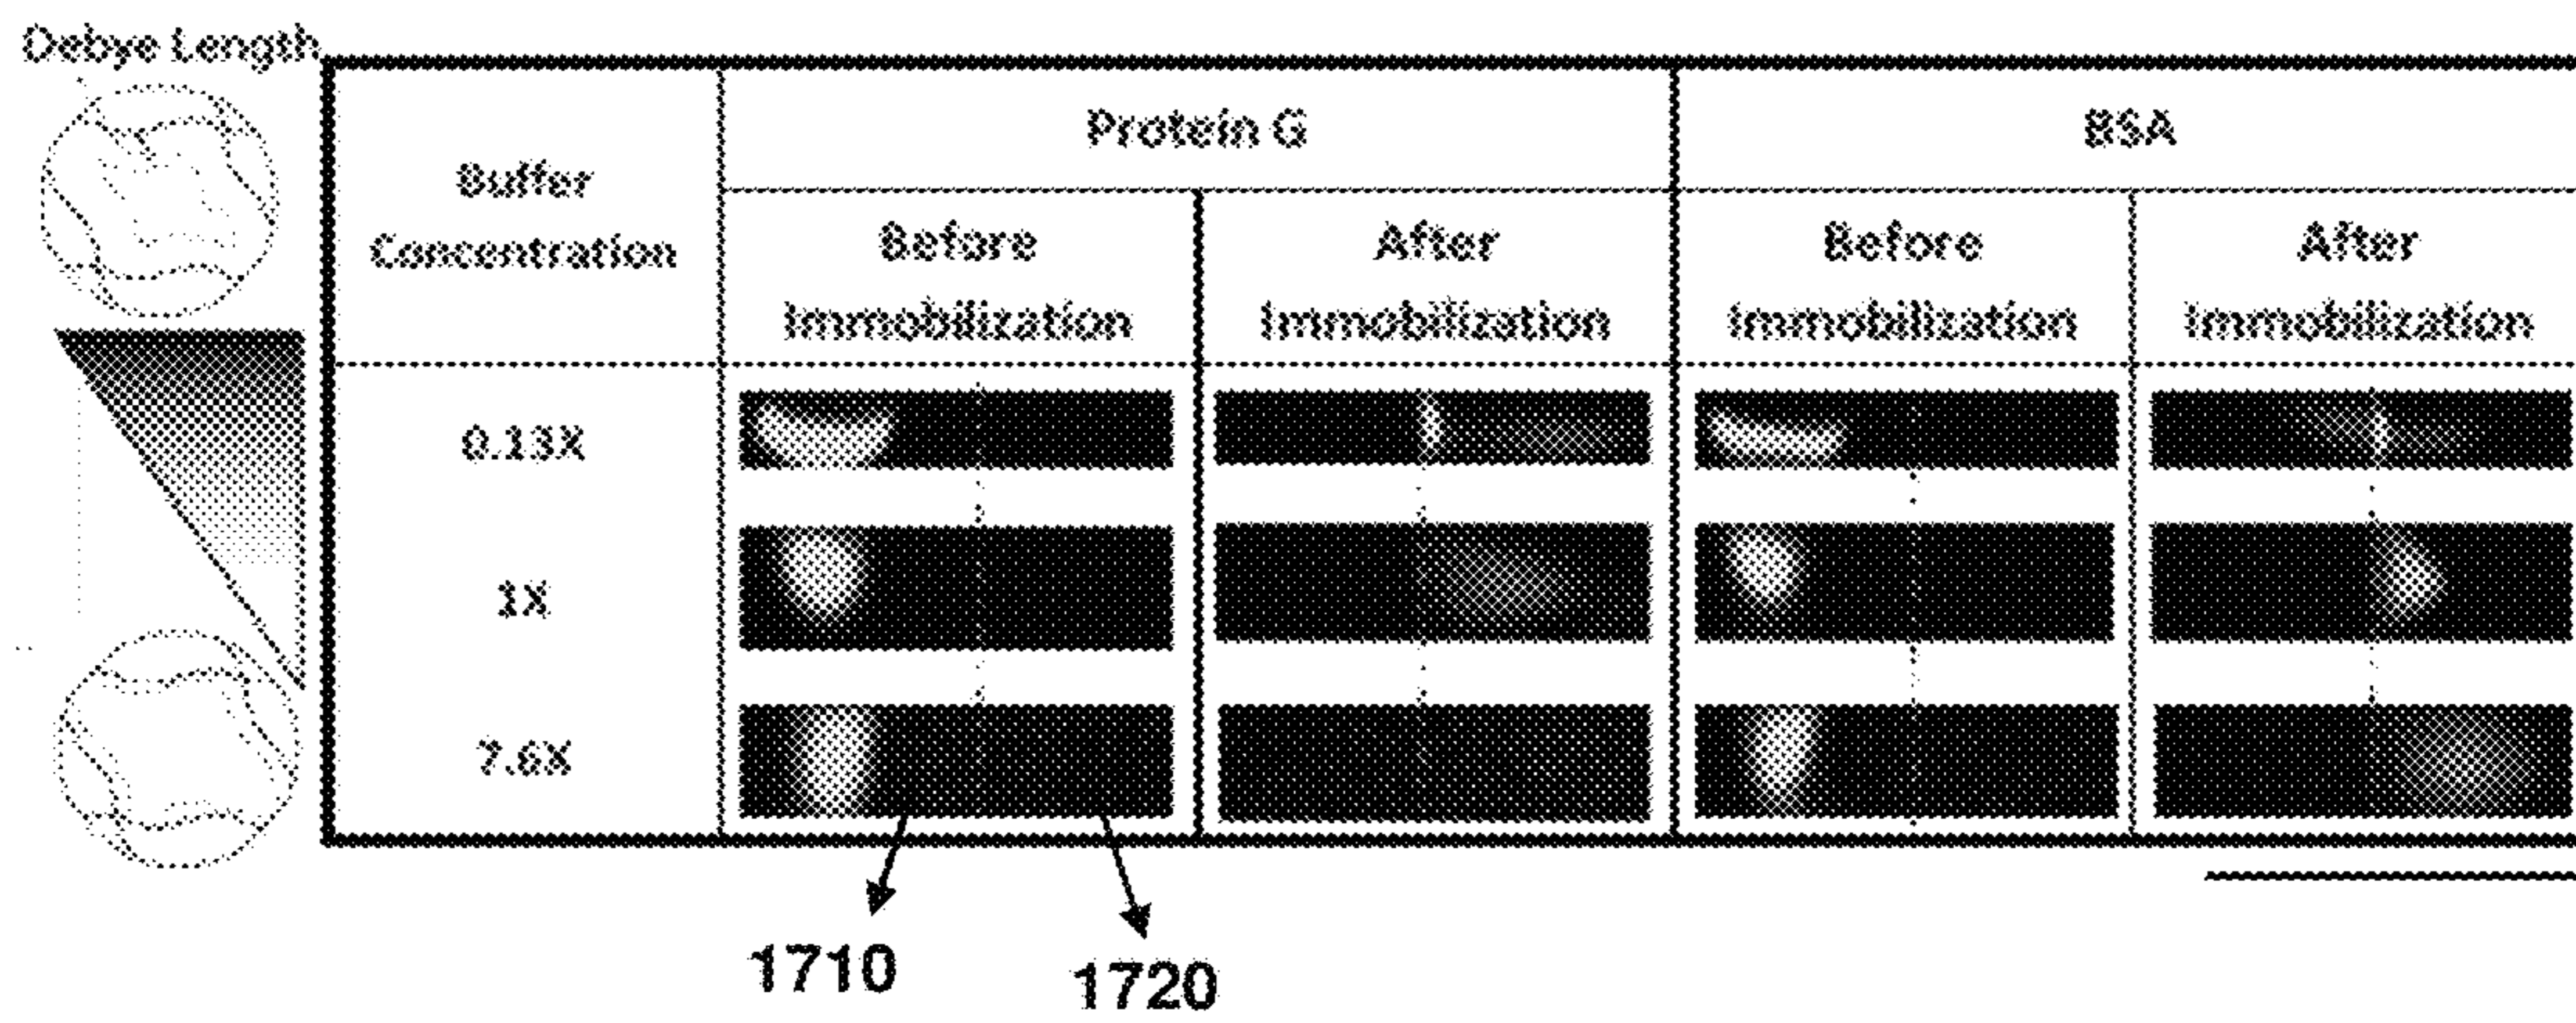 Debye Length
Buffer
Concentration
Protein G
BSA
Before
Immobilization
After
Immobilization
Before
Immobilization
After
Immobilization
0.13X
1X
7.6X
1710
1720